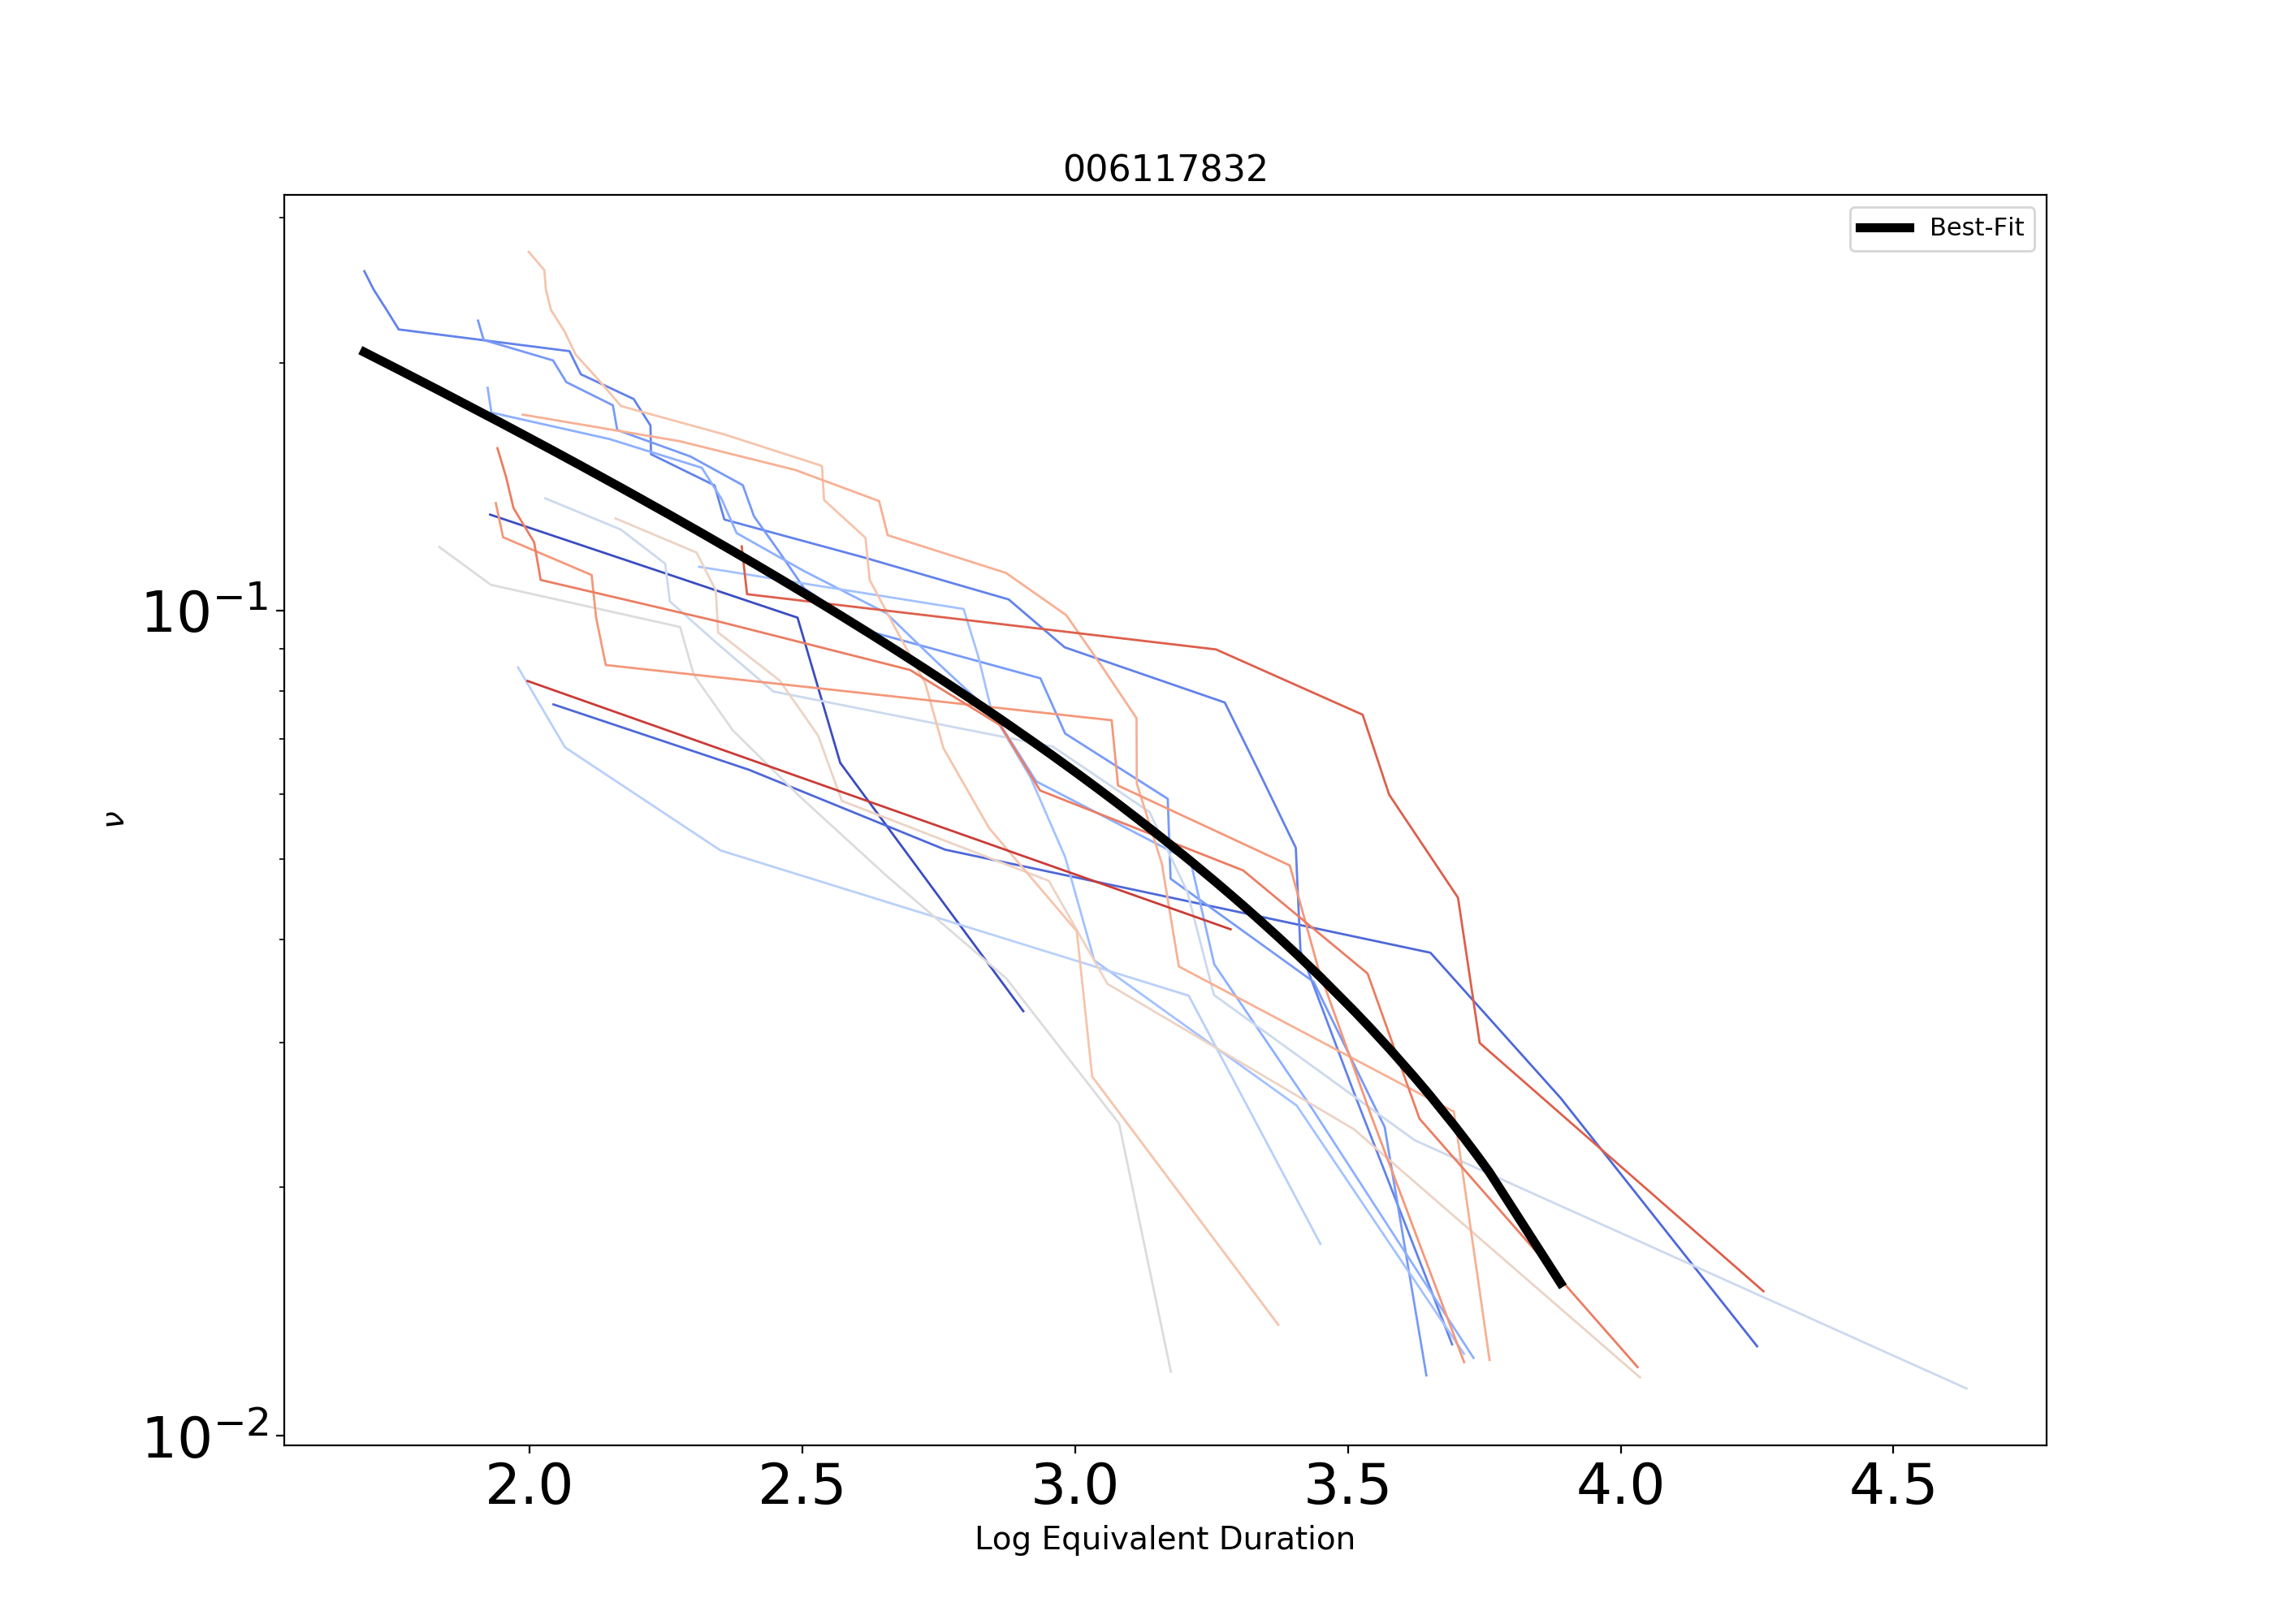 006117832
Best-Fit
10⁻¹
10⁻²
ν
2.0 2.5 3.0 3.5 4.0 4.5
Log Equivalent Duration